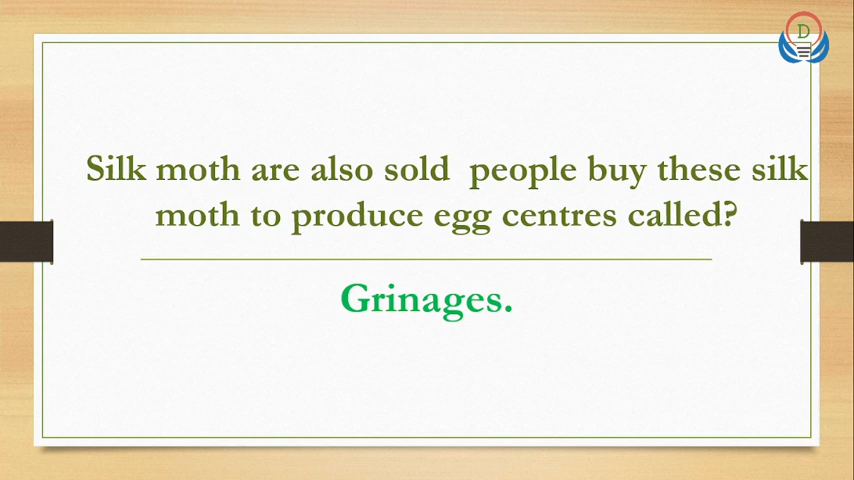 D
Silk moth are also sold  people buy these silk
moth to produce egg centres called?
Grinages.